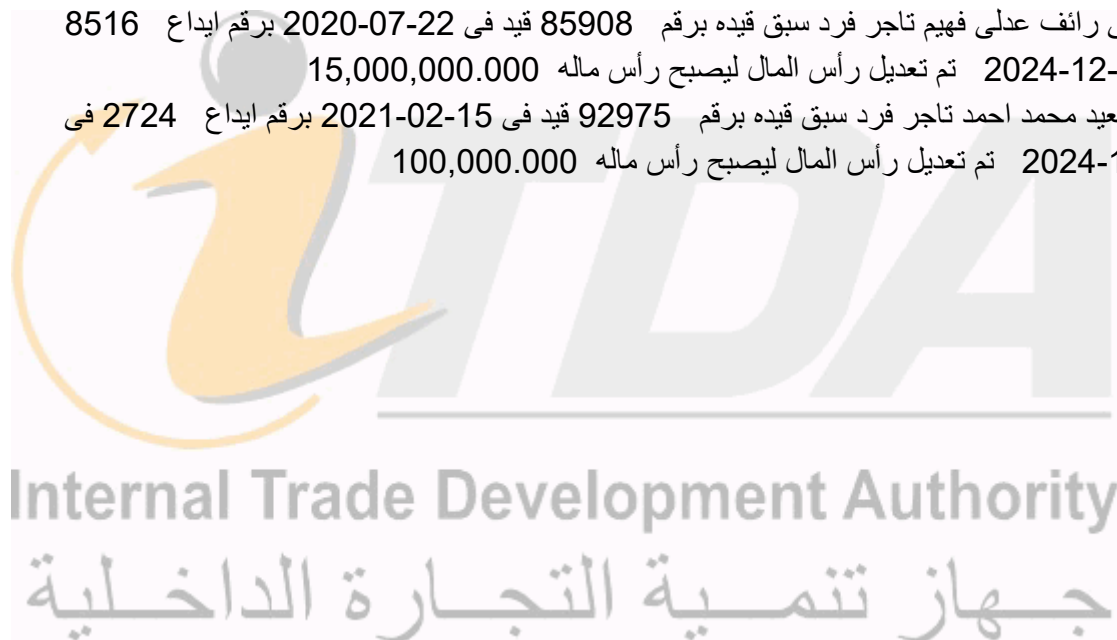 رائف عدلى فهيم تاجر فرد سبق قيده برقم 85908 قيد فى 22-07-2020 برقم ايداع 8516
2024-12- تم تعديل رأس المال ليصبح رأس ماله 15,000,000.000
محمد احمد تاجر فرد سبق قيده برقم 92975 قيد فى 15-02-2021 برقم ايداع 2724 فى
2024-1 تم تعديل رأس المال ليصبح رأس ماله 100,000.000
iTDA
Internal Trade Development Authority
جهاز تنمية التجارة الداخلية